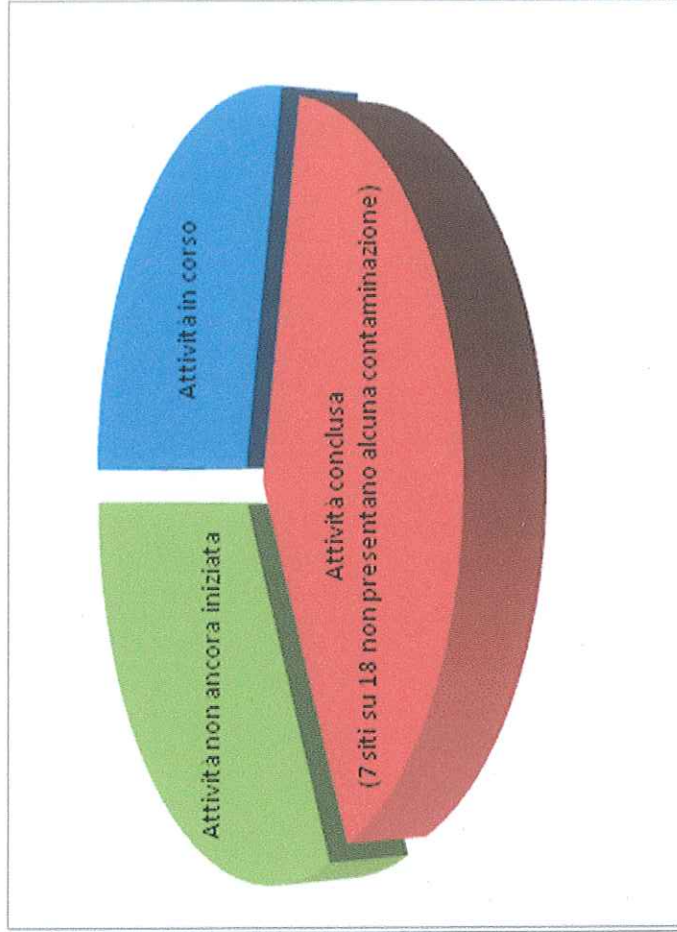 Attività in corso
Attività non ancora iniziata
Attività conclusa
(7 siti su 18 non presentano alcuna contaminazione)